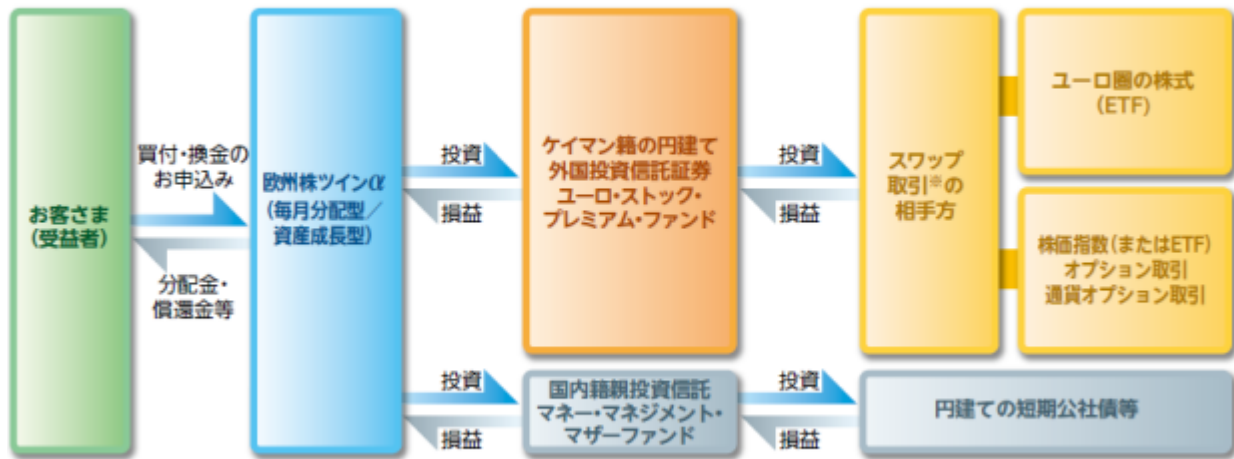 お客さま
(受益者)
買付・換金の
お申込み
分配金・
償還金等
欧州株ツインα
(毎月分配型／
資産成長型)
投資
損益
ケイマン籍の円建て
外国投資信託証券
ユーロ・ストック・
プレミアム・ファンド
投資
損益
スワップ
取引※の
相手方
ユーロ圏の株式
(ETF)
株価指数(またはETF)
オプション取引
通貨オプション取引
投資
損益
国内籍親投資信託
マネー・マネジメント・
マザーファンド
投資
損益
円建ての短期公社債等